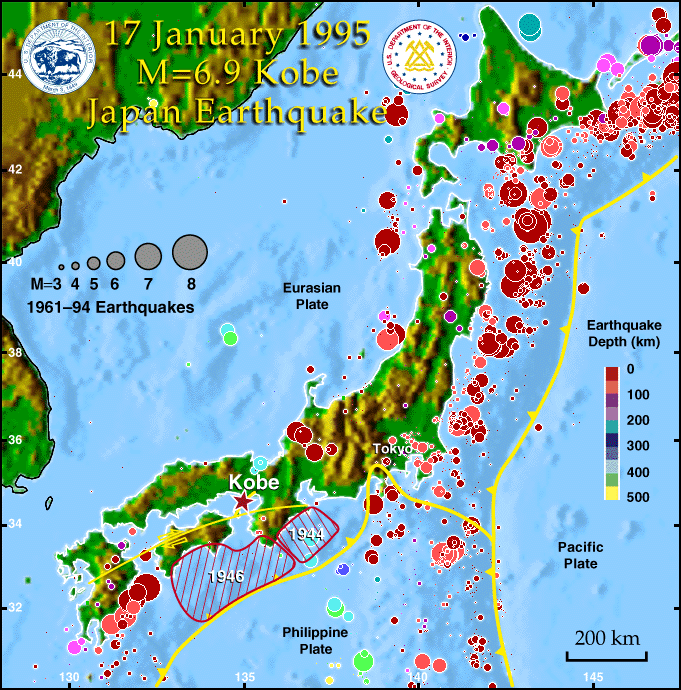 17 January 1995
M=6.9 Kobe
Japan Earthquake
U.S. DEPARTMENT OF THE INTERIOR
March 3, 1849
U.S. DEPARTMENT OF THE INTERIOR
GEOLOGICAL SURVEY
44
42
40
38
36
34
32
M=3 4 5 6 7 8
1961–94 Earthquakes
Eurasian
Plate
Earthquake
Depth (km)
0
100
200
300
400
500
Tokyo
Kobe
1944
1946
Pacific
Plate
Philippine
Plate
200 km
130
135
140
145